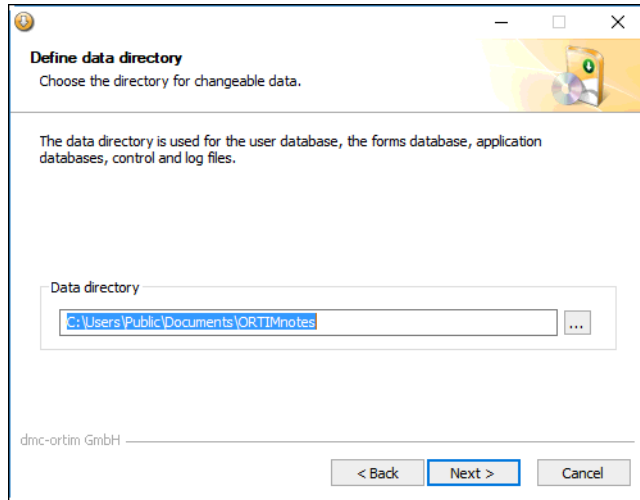 Define data directory
Choose the directory for changeable data.
The data directory is used for the user database, the forms database, application
databases, control and log files.
Data directory
C:\Users\Public\Documents\ORTIMnotes
...
dmc-ortim GmbH
< Back
Next >
Cancel